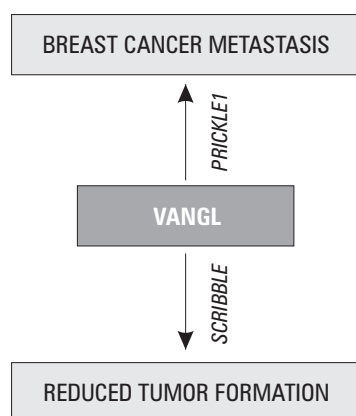 BREAST CANCER METASTASIS
PRICKLE1
VANGL
SCRIBBLE
REDUCED TUMOR FORMATION